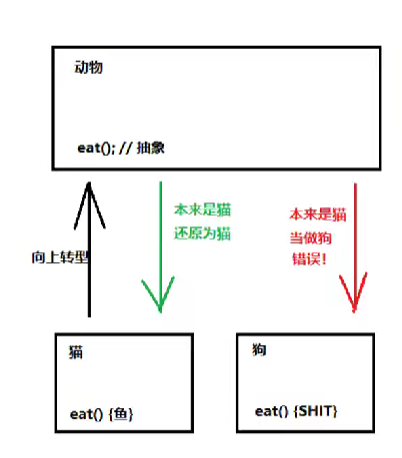 动物
eat(); // 抽象
本来是猫
还原为猫
本来是猫
当做狗
错误！
向上转型
猫
eat() {鱼}
狗
eat() {SHIT}